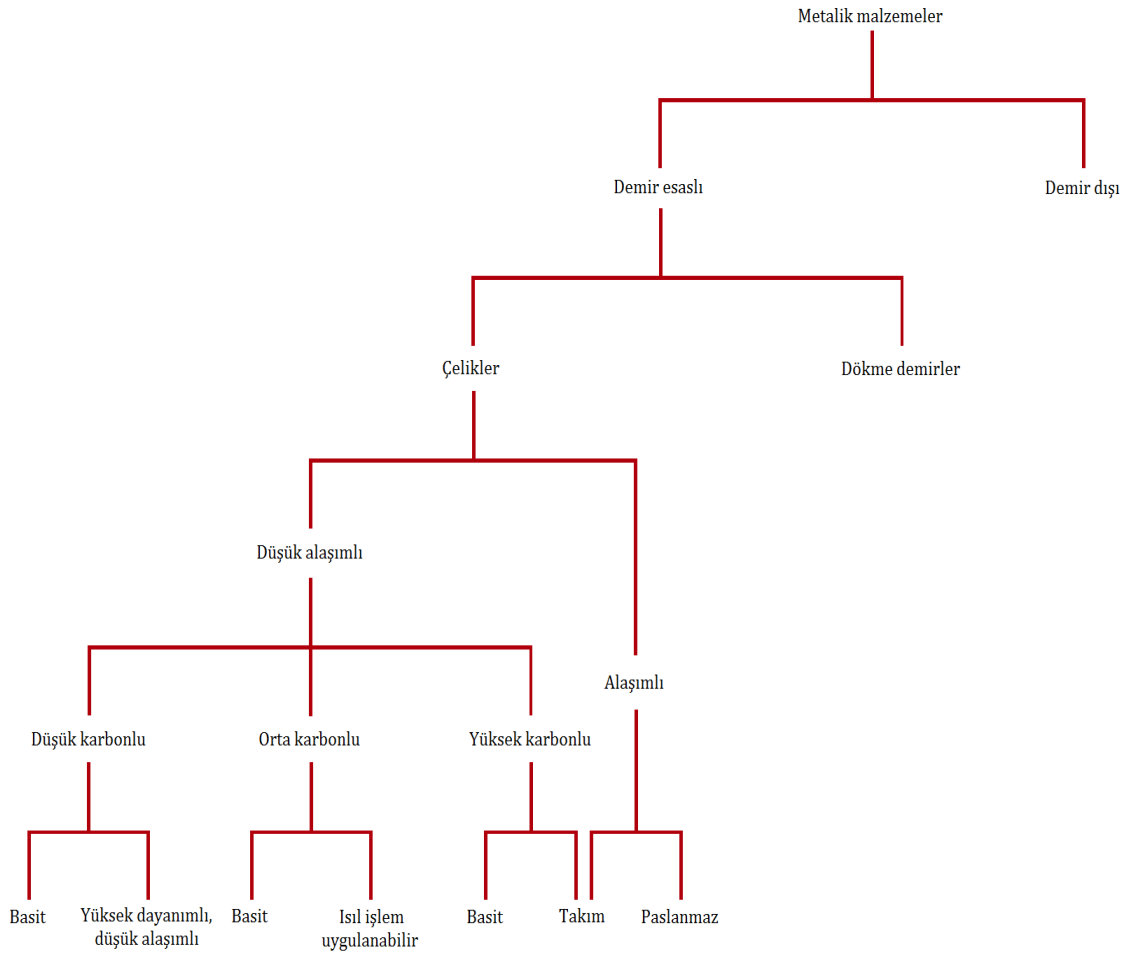 Metalik malzemeler
Demir esaslı
Demir dışı
Çelikler
Dökme demirler
Düşük alaşımlı
Alaşımlı
Düşük karbonlu
Orta karbonlu
Yüksek karbonlu
Basit
Yüksek dayanımlı,
düşük alaşımlı
Basit
Isıl işlem
uygulanabilir
Basit
Takım
Paslanmaz